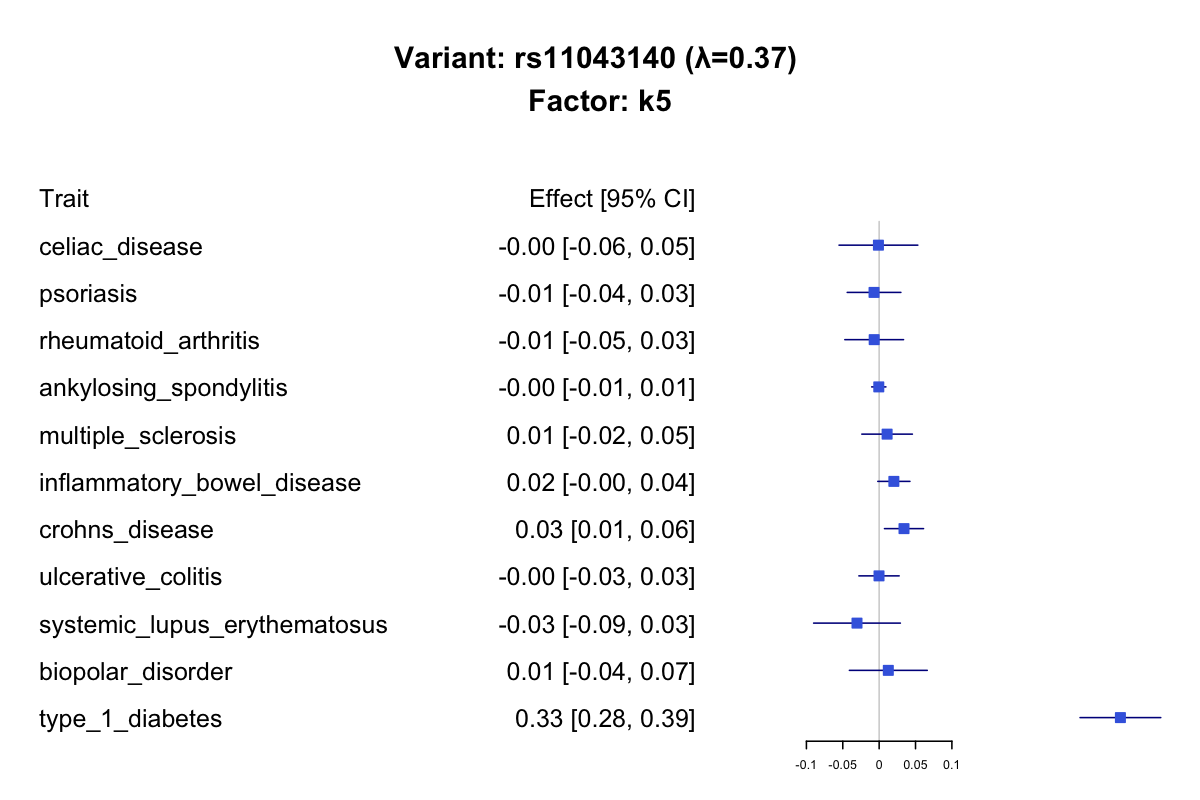 Variant: rs11043140 (λ=0.37)
Factor: k5
Trait Effect [95% CI]
celiac_disease -0.00 [-0.06, 0.05]
psoriasis -0.01 [-0.04, 0.03]
rheumatoid_arthritis -0.01 [-0.05, 0.03]
ankylosing_spondylitis -0.00 [-0.01, 0.01]
multiple_sclerosis 0.01 [-0.02, 0.05]
inflammatory_bowel_disease 0.02 [-0.00, 0.04]
crohns_disease 0.03 [0.01, 0.06]
ulcerative_colitis -0.00 [-0.03, 0.03]
systemic_lupus_erythematosus -0.03 [-0.09, 0.03]
biopolar_disorder 0.01 [-0.04, 0.07]
type_1_diabetes 0.33 [0.28, 0.39]
-0.1 -0.05 0 0.05 0.1